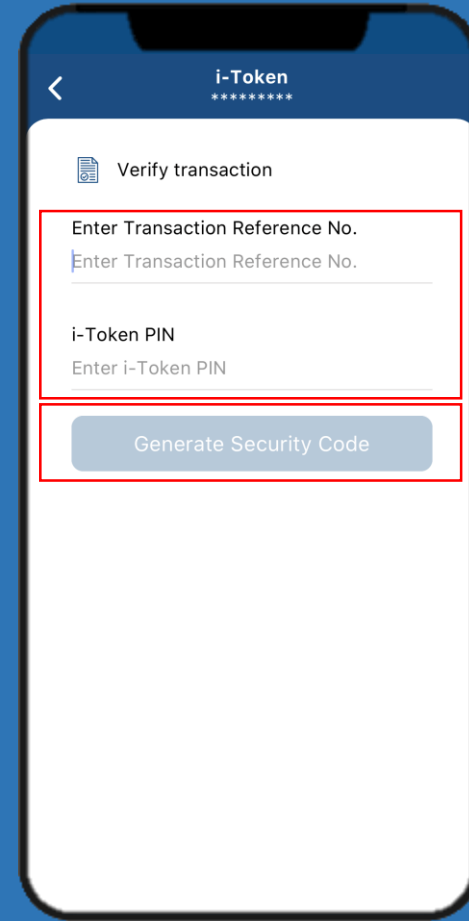 i-Token
*********
Verify transaction
Enter Transaction Reference No.
Enter Transaction Reference No.
i-Token PIN
Enter i-Token PIN
Generate Security Code